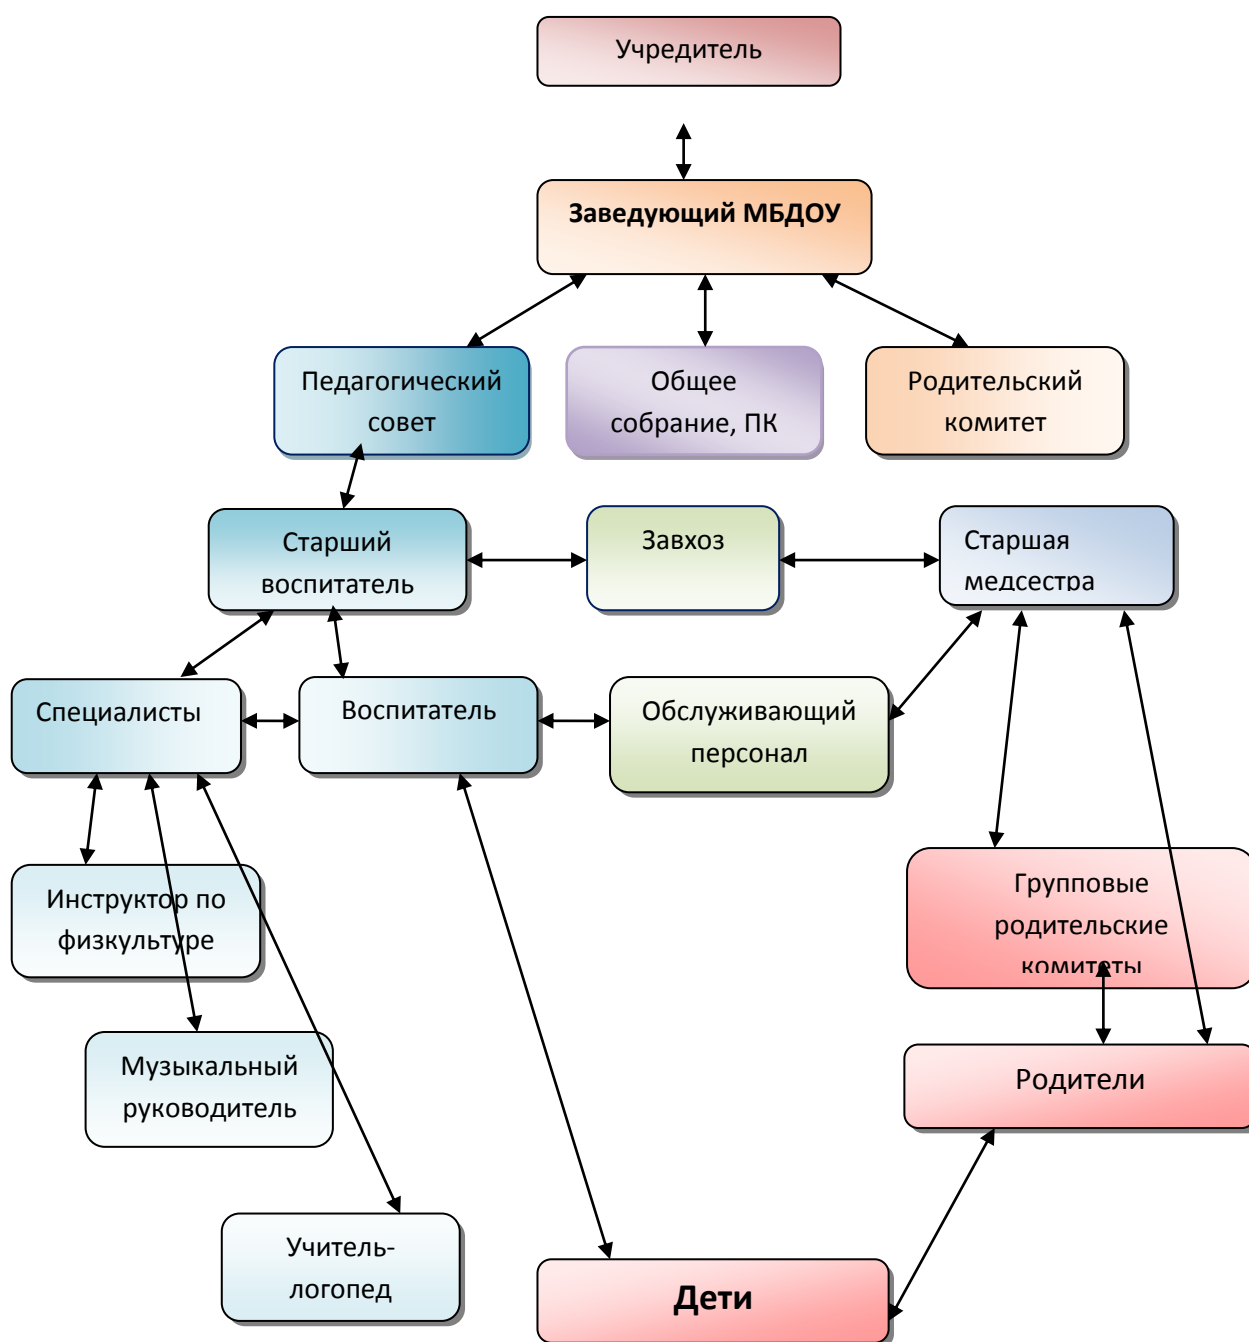 Учредитель
Заведующий МБДОУ
Педагогический
совет
Общее
собрание, ПК
Родительский
комитет
Старший
воспитатель
Завхоз
Старшая
медсестра
Специалисты
Воспитатель
Обслуживающий
персонал
Инструктор по
физкультуре
Групповые
родительские
комитеты
Музыкальный
руководитель
Родители
Учитель-
логопед
Дети